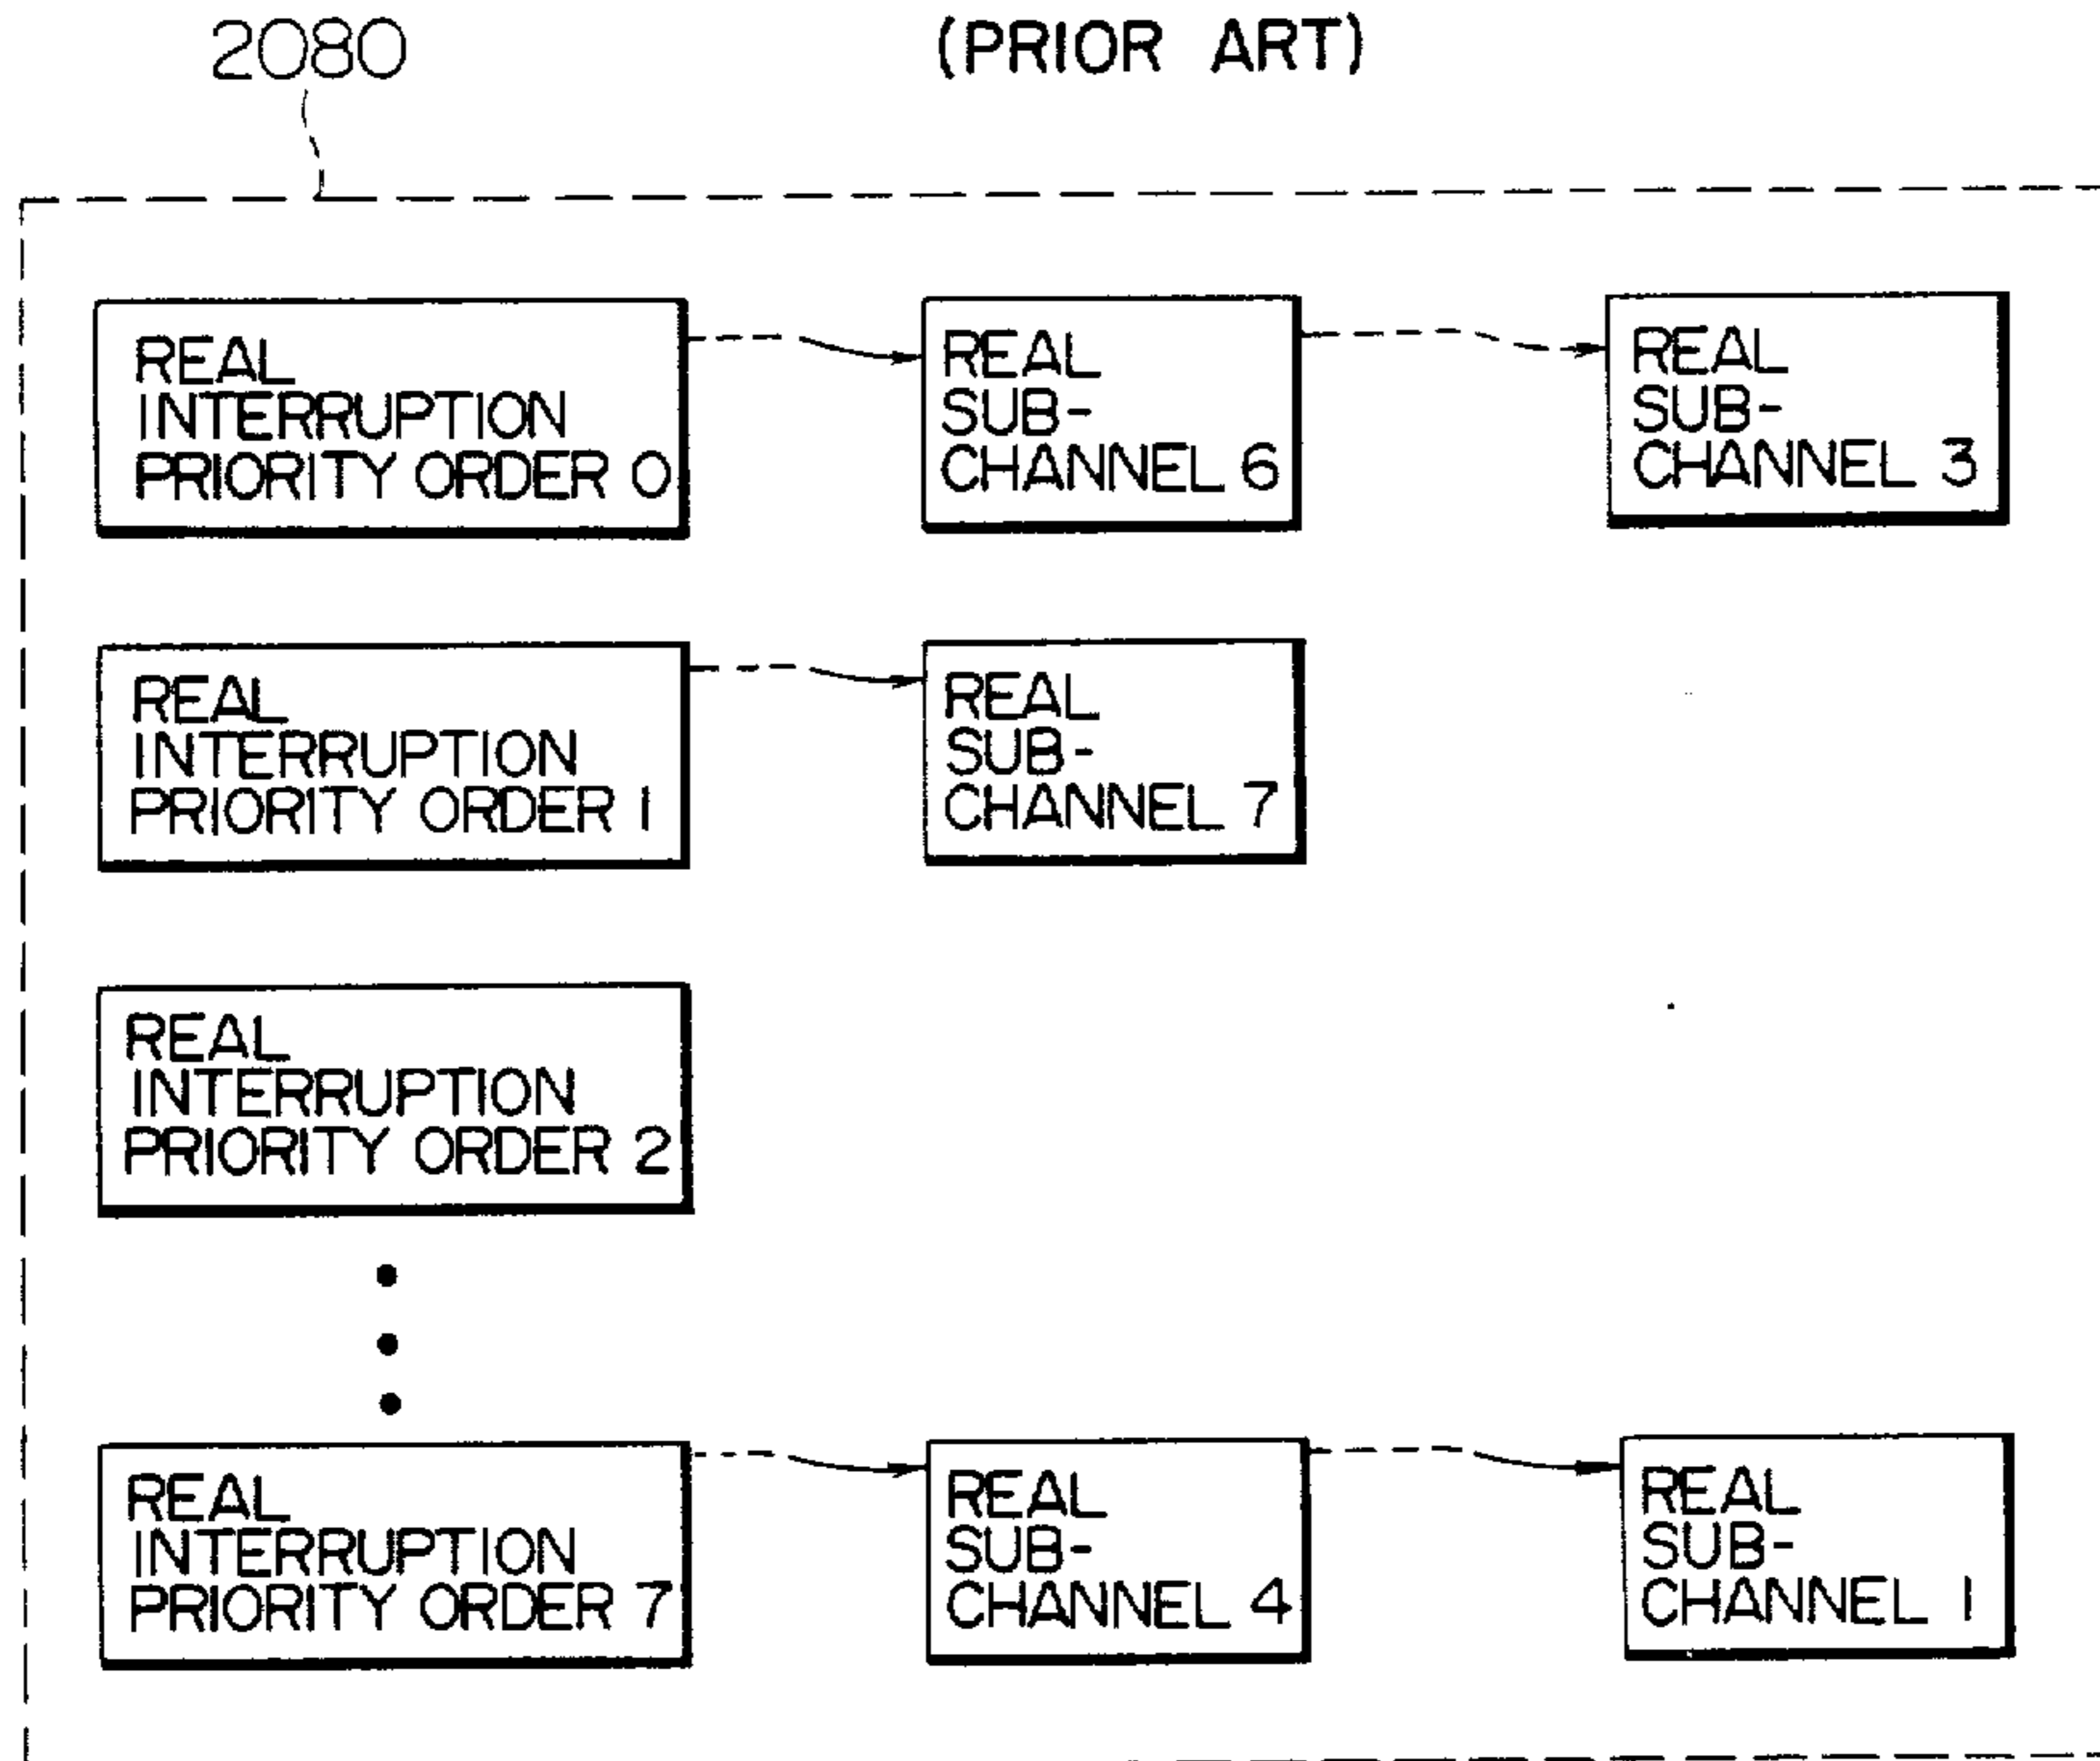 2080
(PRIOR ART)
REAL
INTERRUPTION
PRIORITY ORDER 0
REAL
SUB-
CHANNEL 6
REAL
SUB-
CHANNEL 3
REAL
INTERRUPTION
PRIORITY ORDER 1
REAL
SUB-
CHANNEL 7
REAL
INTERRUPTION
PRIORITY ORDER 2
REAL
INTERRUPTION
PRIORITY ORDER 7
REAL
SUB-
CHANNEL 4
REAL
SUB-
CHANNEL 1